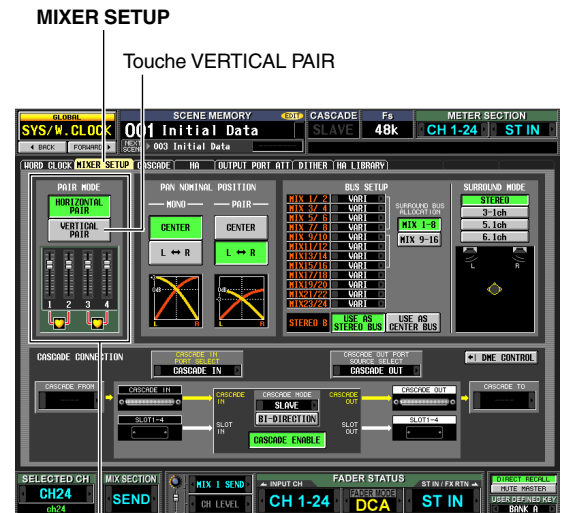 MIXER SETUP
Touche VERTICAL PAIR
GLOBAL
SYS/W.CLOCK
SCENE MEMORY
EDIT
001 Initial Data
CASCADE
SLAVE
Fs
48k
METER SECTION
CH 1-24
ST IN
BACK
FORWARD
NEXT SCENE
003 Initial Data
WORD CLOCK
MIXER SETUP
CASCADE
HA
OUTPUT PORT ATT
DITHER
HA LIBRARY
PAIR MODE
HORIZONTAL PAIR
VERTICAL PAIR
1 2 3 4
PAN NOMINAL POSITION
MONO
PAIR
CENTER
CENTER
L ↔ R
L ↔ R
L R
L R
BUS SETUP
MIX 1/ 2 VARI
MIX 3/ 4 VARI
MIX 5/ 6 VARI
MIX 7/ 8 VARI
MIX 9/10 VARI
MIX11/12 VARI
MIX13/14 VARI
MIX15/16 VARI
MIX17/18 VARI
MIX19/20 VARI
MIX21/22 VARI
MIX23/24 VARI
SURROUND BUS ALLOCATION
MIX 1-8
MIX 9-16
STEREO B
USE AS STEREO BUS
USE AS CENTER BUS
SURROUND MODE
STEREO
3-1ch
5.1ch
6.1ch
L R
CASCADE CONNECTION
CASCADE IN PORT SELECT
CASCADE IN
CASCADE OUT PORT SOURCE SELECT
CASCADE OUT
DME CONTROL
CASCADE FROM
CASCADE IN
SLOT1-4
CASCADE IN
SLOT IN
CASCADE MODE
SLAVE
BI-DIRECTION
CASCADE ENABLE
CASCADE OUT
SLOT OUT
CASCADE OUT
SLOT1-4
CASCADE TO
SELECTED CH
CH24
ch24
MIX SECTION
SEND
MIX 1 SEND
CH LEVEL
FADER STATUS
INPUT CH
CH 1-24
FADER MODE
DCA
ST IN / FX RTN
ST IN
DIRECT RECALL
MUTE MASTER
USER DEFINED KEY
BANK A